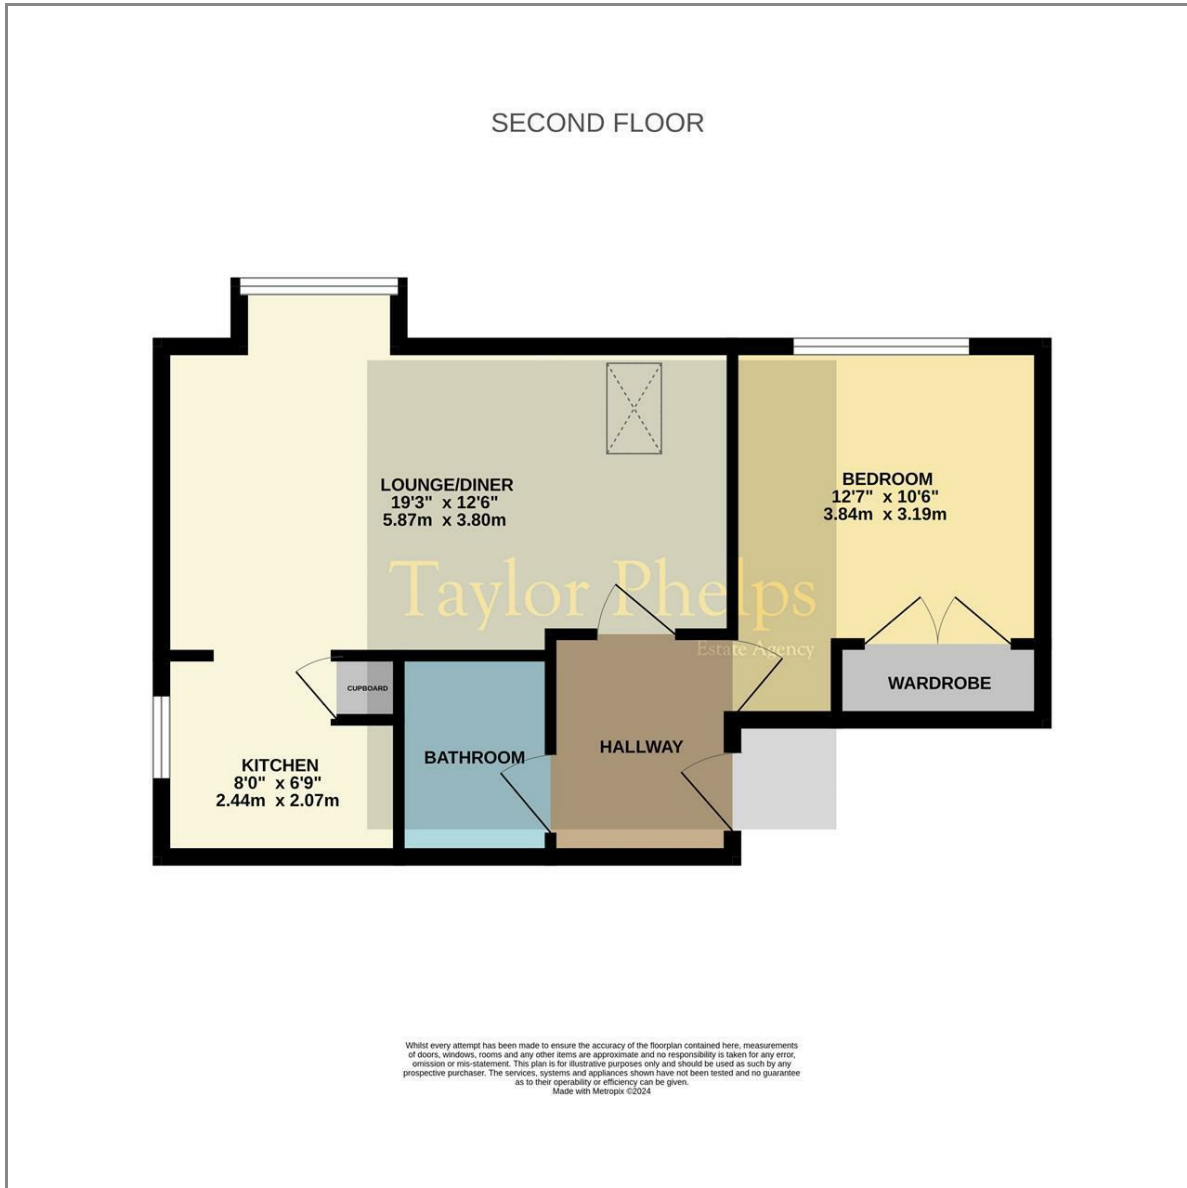 SECOND FLOOR
LOUNGE/DINER
19'3" x 12'6"
5.87m x 3.80m
BEDROOM
12'7" x 10'6"
3.84m x 3.19m
Taylor Phelps
Estate Agency
CUPBOARD
WARDROBE
HALLWAY
BATHROOM
KITCHEN
8'0" x 6'9"
2.44m x 2.07m
Whilst every attempt has been made to ensure the accuracy of the floorplan contained here, measurements
of doors, windows, rooms and any other items are approximate and no responsibility is taken for any error,
omission or mis-statement. This plan is for illustrative purposes only and should be used as such by any
prospective purchaser. The services, systems and appliances shown have not been tested and no guarantee
as to their operability or efficiency can be given.
Made with Metropix ©2024